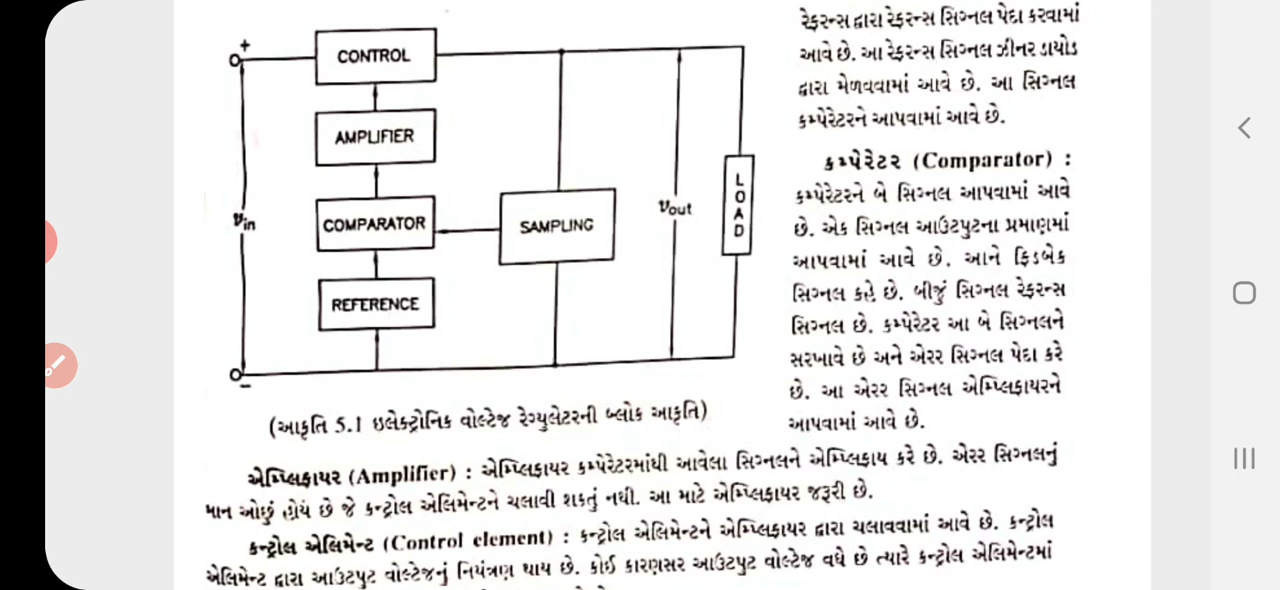 રેફરન્સ દ્વારા રેફરન્સ સિગ્નલ પેદા કરવામાં
આવે છે. આ રેફરન્સ સિગ્નલ ઝીનર ડાયોડ
દ્વારા મેળવવામાં આવે છે. આ સિગ્નલ
કમ્પેરેટરને આપવામાં આવે છે.
+
CONTROL
AMPLIFIER
COMPARATOR
REFERENCE
SAMPLING
vin
vout
LOAD
−
(આકૃતિ 5.1 ઇલેક્ટ્રોનિક વોલ્ટેજ રેગ્યુલેટરની બ્લોક આકૃતિ)
કમ્પેરેટર (Comparator) :
કમ્પેરેટરને બે સિગ્નલ આપવામાં આવે
છે. એક સિગ્નલ આઉટપુટના પ્રમાણમાં
આપવામાં આવે છે. આને ફિડબેક
સિગ્નલ કહે છે. બીજું સિગ્નલ રેફરન્સ
સિગ્નલ છે. કમ્પેરેટર આ બે સિગ્નલને
સરખાવે છે અને એરર સિગ્નલ પેદા કરે
છે. આ એરર સિગ્નલ એમ્પ્લિફાયરને
આપવામાં આવે છે.
એમ્પ્લિફાયર (Amplifier) : એમ્પ્લિફાયર કમ્પેરેટરમાંથી આવેલા સિગ્નલને એમ્પ્લિફાય કરે છે. એરર સિગ્નલનું
માન ઓછું હોય છે જે કન્ટ્રોલ એલિમેન્ટને ચલાવી શકતું નથી. આ માટે એમ્પ્લિફાયર જરૂરી છે.
કન્ટ્રોલ એલિમેન્ટ (Control element) : કન્ટ્રોલ એલિમેન્ટને એમ્પ્લિફાયર દ્વારા ચલાવવામાં આવે છે. કન્ટ્રોલ
એલિમેન્ટ દ્વારા આઉટપુટ વોલ્ટેજનું નિયંત્રણ થાય છે. કોઈ કારણસર આઉટપુટ વોલ્ટેજ વધે છે ત્યારે કન્ટ્રોલ એલિમેન્ટમાં